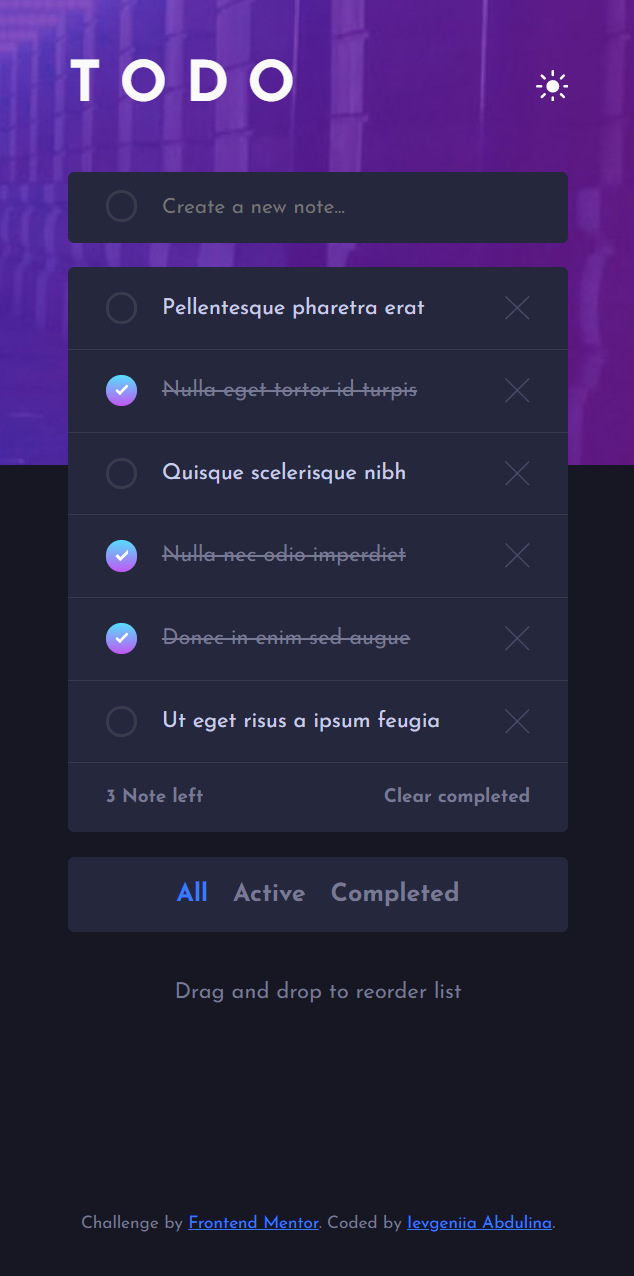 TODO
Create a new note...
Pellentesque pharetra erat
Nulla eget tortor id turpis
Quisque scelerisque nibh
Nulla nec odio imperdiet
Donec in enim sed augue
Ut eget risus a ipsum feugia
3 Note left Clear completed
All Active Completed
Drag and drop to reorder list
Challenge by Frontend Mentor. Coded by Ievgeniia Abdulina.